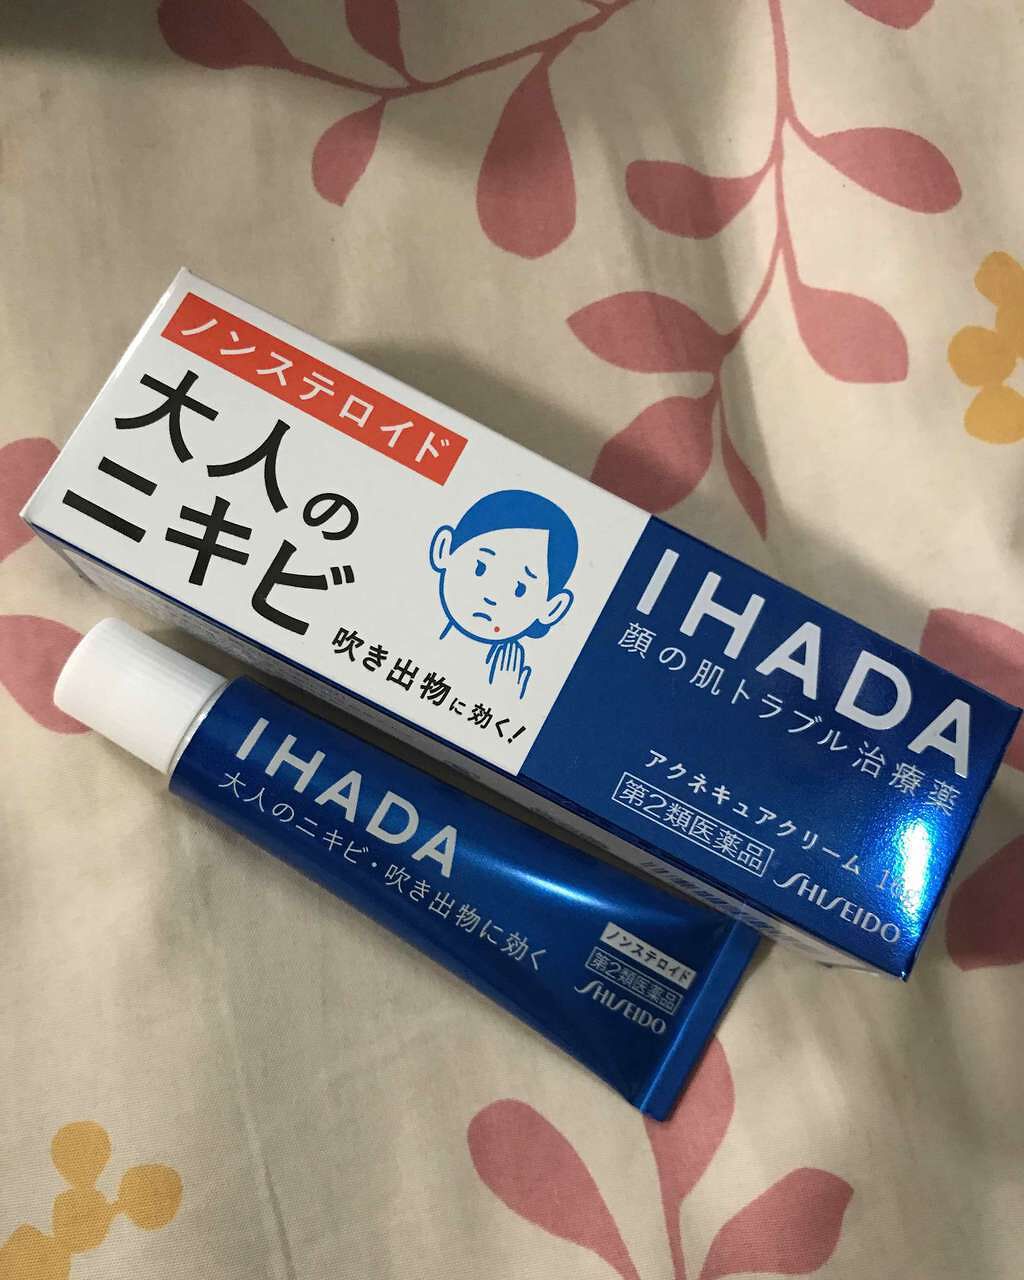 ノンステロイド
大人の
ニキビ
吹き出物に効く!
IHADA
顔の肌トラブル治療薬
アクネキュアクリーム
第2類医薬品
SHISEIDO
IHADA
大人のニキビ・吹き出物に効く
ノンステロイド
第2類医薬品
SHISEIDO